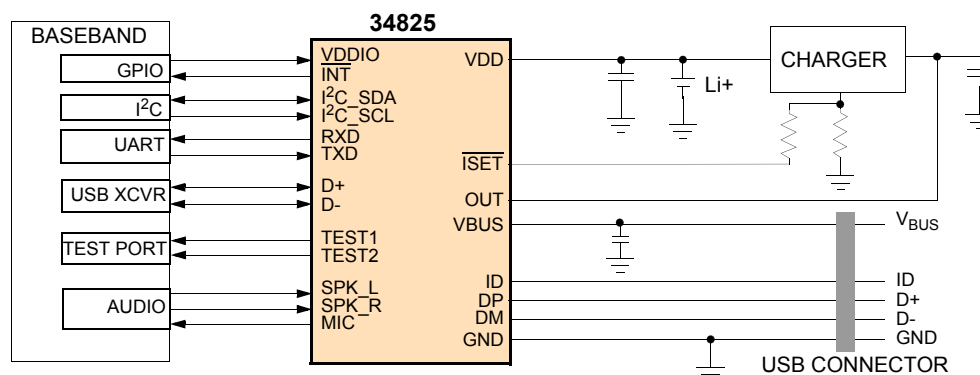 34825
BASEBAND
GPIO
I2C
UART
USB XCVR
TEST PORT
AUDIO
VDDIO
INT
I2C_SDA
I2C_SCL
RXD
TXD
D+
D-
TEST1
TEST2
SPK_L
SPK_R
MIC
VDD
ISET
OUT
VBUS
ID
DP
DM
GND
Li+
CHARGER
VBUS
ID
D+
D-
GND
USB CONNECTOR